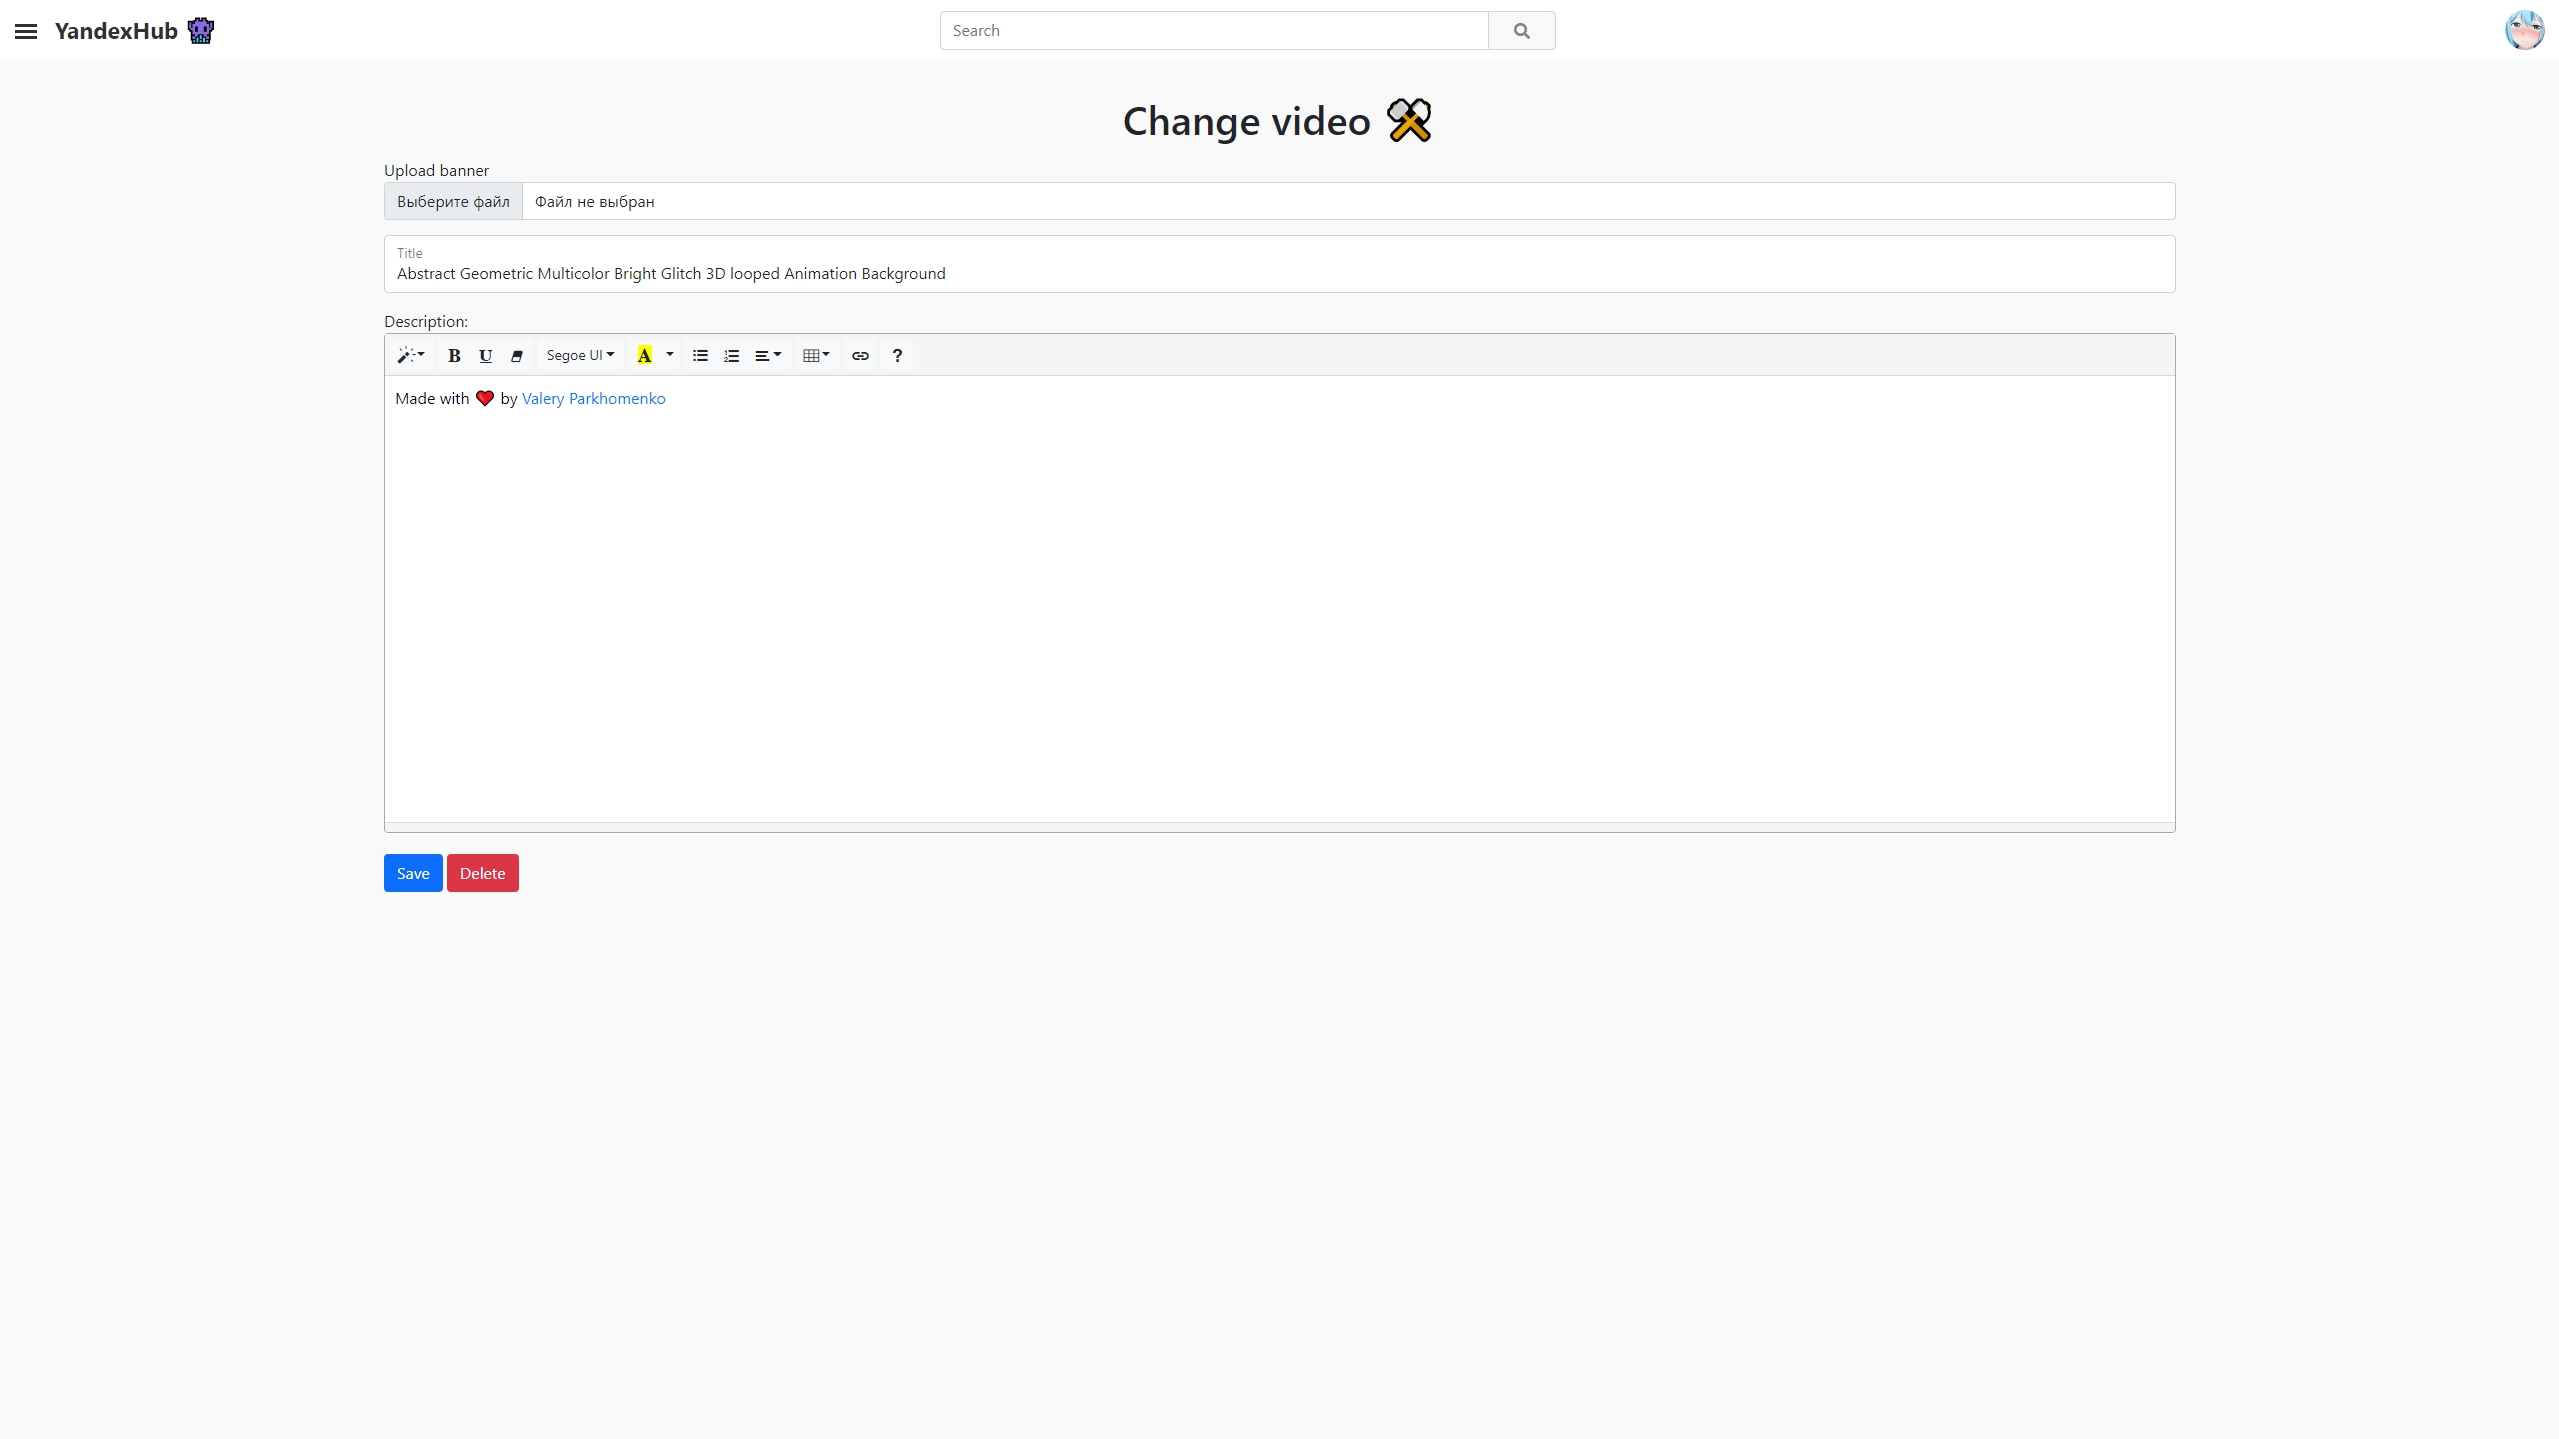 YandexHub
Search
Change video
Upload banner
Выберите файл Файл не выбран
Title
Abstract Geometric Multicolor Bright Glitch 3D looped Animation Background
Description:
B U Segoe UI A ?
Made with ❤ by Valery Parkhomenko
Save Delete